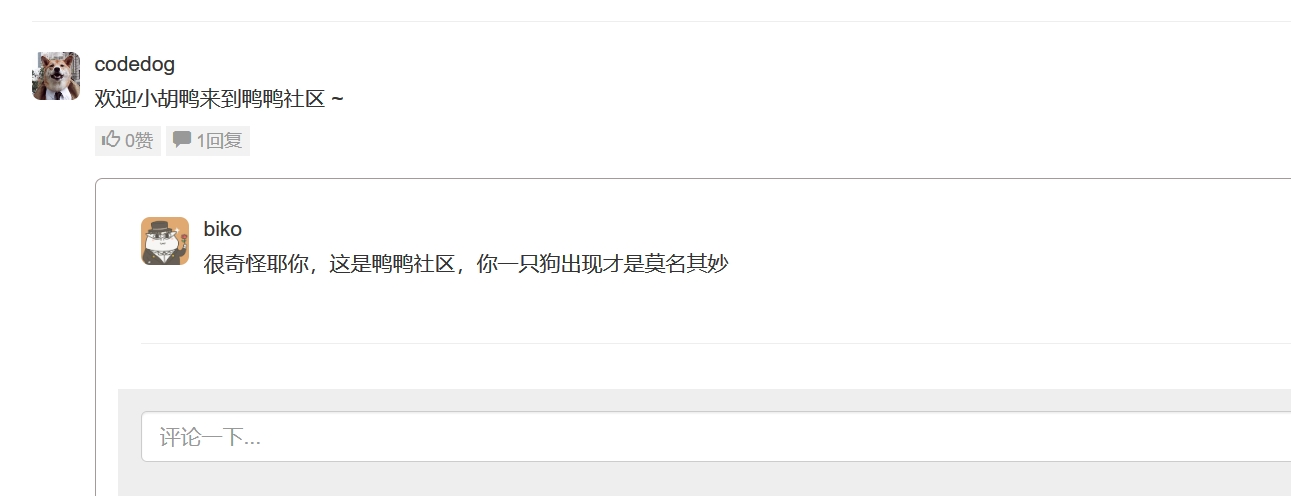 codedog
欢迎小胡鸭来到鸭鸭社区 ~
0赞 1回复
biko
很奇怪耶你，这是鸭鸭社区，你一只狗出现才是莫名其妙
评论一下...